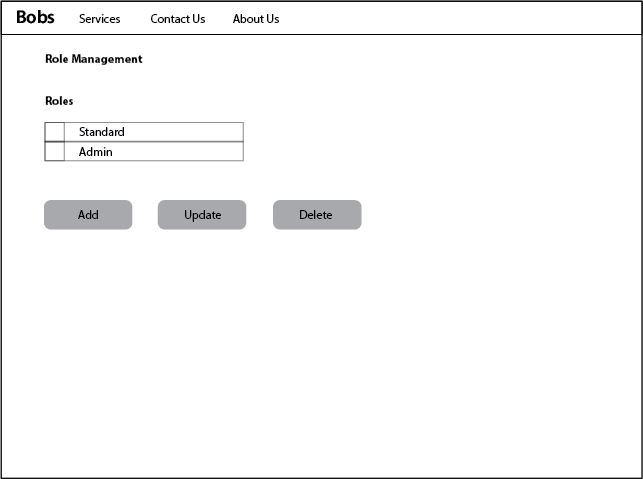 Bobs Services Contact Us About Us
Role Management
Roles
Standard
Admin
Add Update Delete